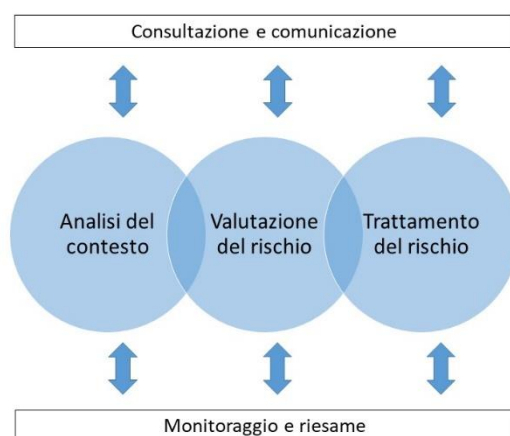 Consultazione e comunicazione
Analisi del
contesto
Valutazione
del rischio
Trattamento
del rischio
Monitoraggio e riesame